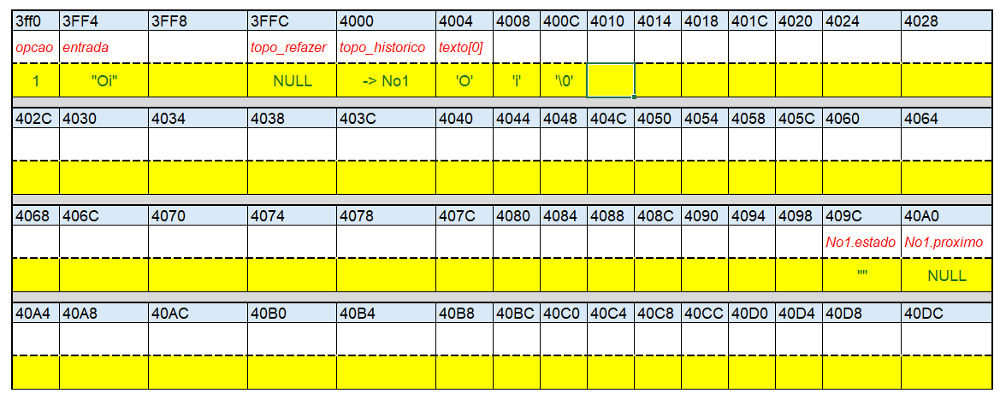 3ff0 3FF4 3FF8 3FFC 4000 4004 4008 400C 4010 4014 4018 401C 4020 4024 4028
opcao entrada topo_refazer topo_historico texto[0]
1 "Oi" NULL -> No1 'O' 'i' '\0'
402C 4030 4034 4038 403C 4040 4044 4048 404C 4050 4054 4058 405C 4060 4064
4068 406C 4070 4074 4078 407C 4080 4084 4088 408C 4090 4094 4098 409C 40A0
No1.estado No1.proximo
"" NULL
40A4 40A8 40AC 40B0 40B4 40B8 40BC 40C0 40C4 40C8 40CC 40D0 40D4 40D8 40DC